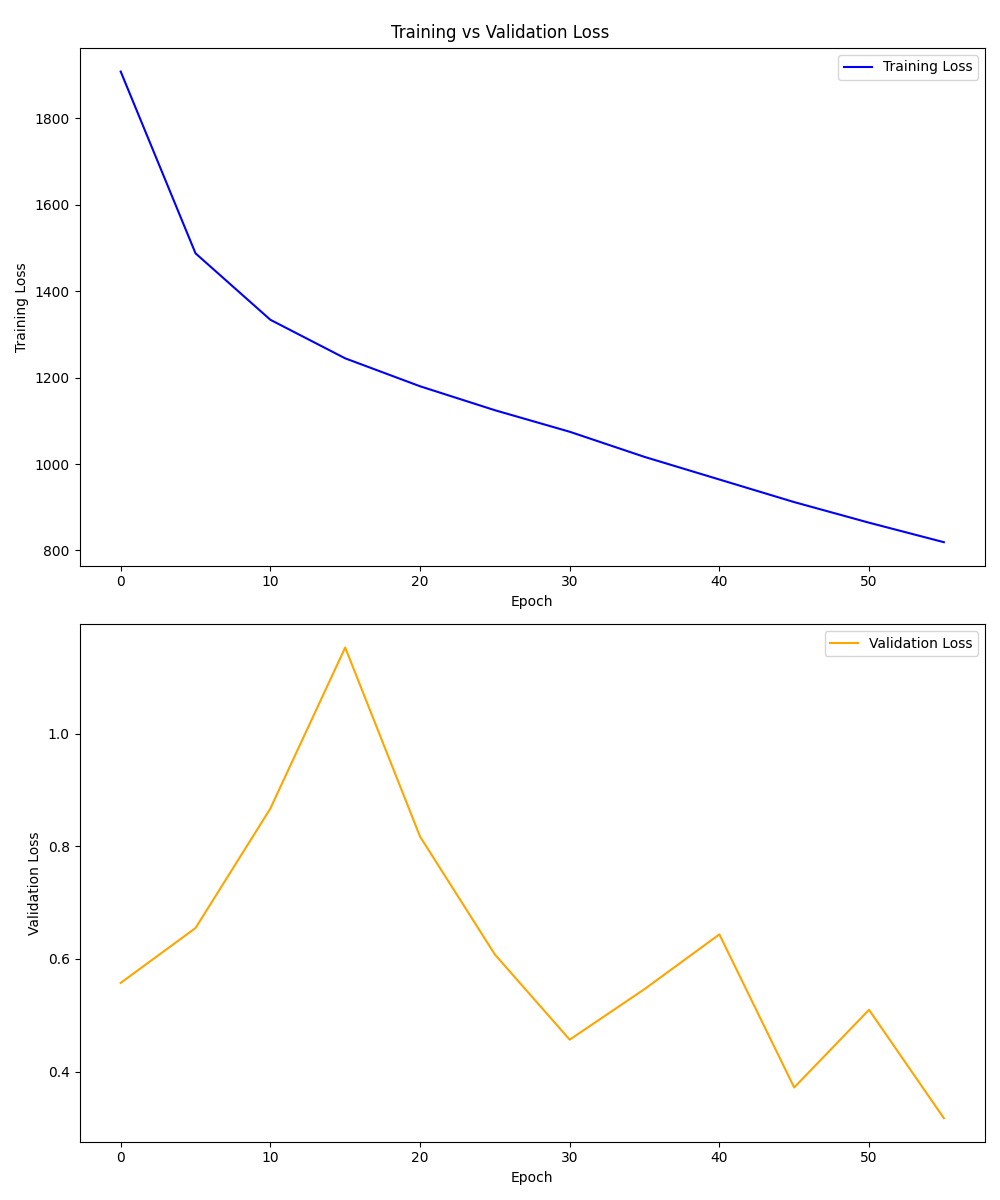 Training vs Validation Loss
Training Loss
1800
1600
1400
1200
1000
800
Training Loss
0 10 20 30 40 50
Epoch
Validation Loss
1.0
0.8
0.6
0.4
Validation Loss
0 10 20 30 40 50
Epoch